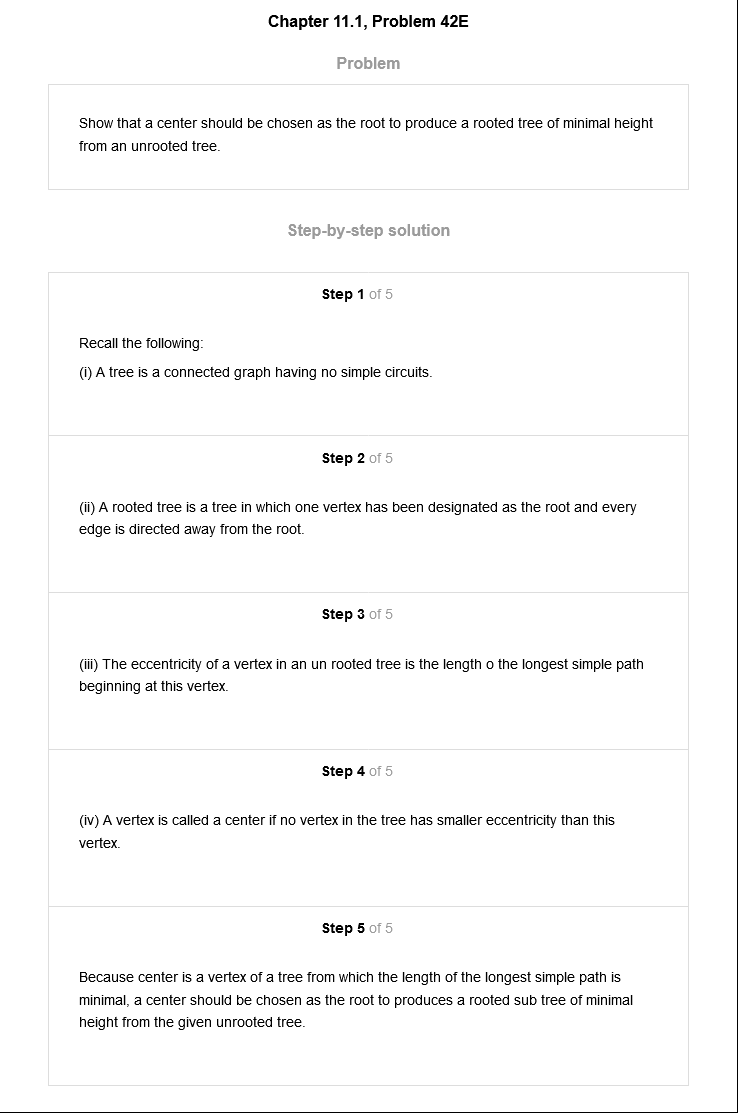 Chapter 11.1, Problem 42E
Problem
Show that a center should be chosen as the root to produce a rooted tree of minimal height
from an unrooted tree.
Step-by-step solution
Step 1 of 5
Recall the following:
(i) A tree is a connected graph having no simple circuits.
Step 2 of 5
(ii) A rooted tree is a tree in which one vertex has been designated as the root and every
edge is directed away from the root.
Step 3 of 5
(iii) The eccentricity of a vertex in an un rooted tree is the length o the longest simple path
beginning at this vertex.
Step 4 of 5
(iv) A vertex is called a center if no vertex in the tree has smaller eccentricity than this
vertex.
Step 5 of 5
Because center is a vertex of a tree from which the length of the longest simple path is
minimal, a center should be chosen as the root to produces a rooted sub tree of minimal
height from the given unrooted tree.